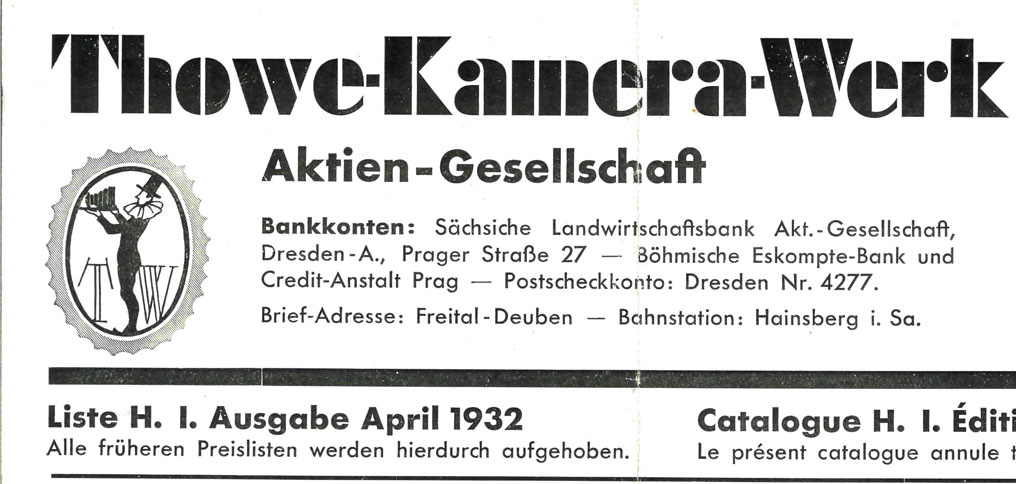 Thowe-Kamera-Werk
Aktien-Gesellschaft
TW
Bankkonten: Sächsiche Landwirtschaftsbank Akt.-Gesellschaft,
Dresden-A., Prager Straße 27 — Böhmische Eskompte-Bank und
Credit-Anstalt Prag — Postscheckkonto: Dresden Nr. 4277.
Brief-Adresse: Freital-Deuben — Bahnstation: Hainsberg i. Sa.
Liste H. I. Ausgabe April 1932
Alle früheren Preislisten werden hierdurch aufgehoben.
Catalogue H. I. Éditi
Le présent catalogue annule t